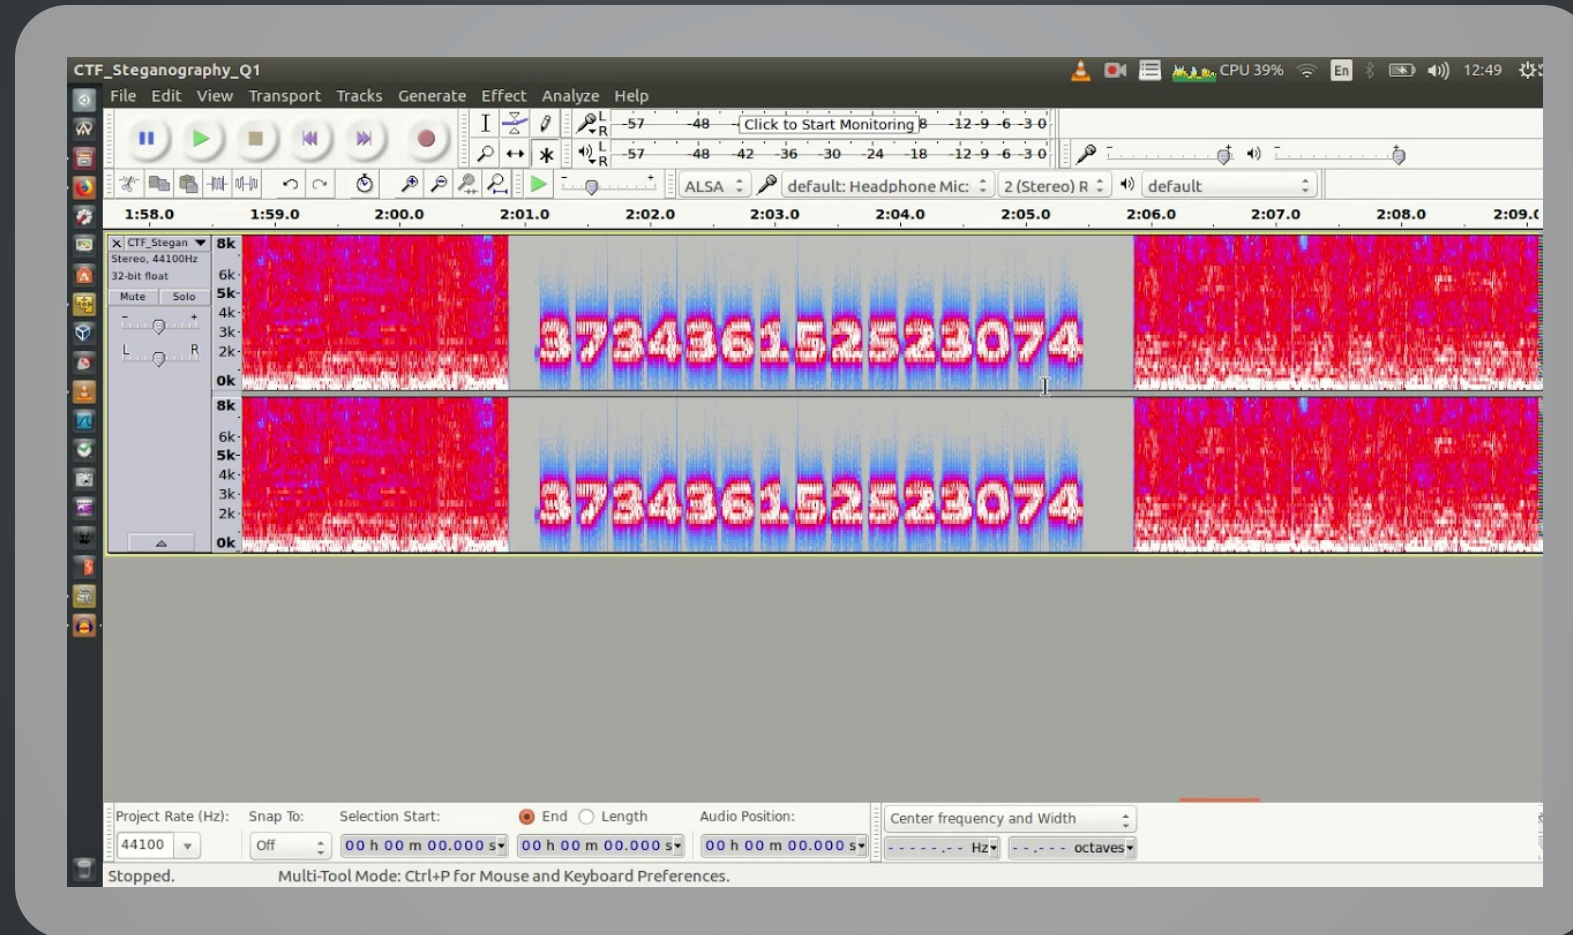 CTF_Steganography_Q1
CPU 39%
En
12:49
File Edit View Transport Tracks Generate Effect Analyze Help
L
R
-57 -48 Click to Start Monitoring 8 -12 -9 -6 -3 0
L
R
-57 -48 -42 -36 -30 -24 -18 -12 -9 -6 -3 0
ALSA default: Headphone Mic: 2 (Stereo) R default
1:58.0 1:59.0 2:00.0 2:01.0 2:02.0 2:03.0 2:04.0 2:05.0 2:06.0 2:07.0 2:08.0 2:09.0
X CTF_Stegan
Stereo, 44100Hz
32-bit float
Mute Solo
- +
L R
8k
6k
5k
4k
3k
2k
0k
373436152523074
8k
6k
5k
4k
3k
2k
0k
373436152523074
Project Rate (Hz): Snap To: Selection Start: End Length Audio Position: Center frequency and Width
44100 Off 00 h 00 m 00.000 s 00 h 00 m 00.000 s 00 h 00 m 00.000 s -----.-- Hz --.--- octaves
Stopped. Multi-Tool Mode: Ctrl+P for Mouse and Keyboard Preferences.